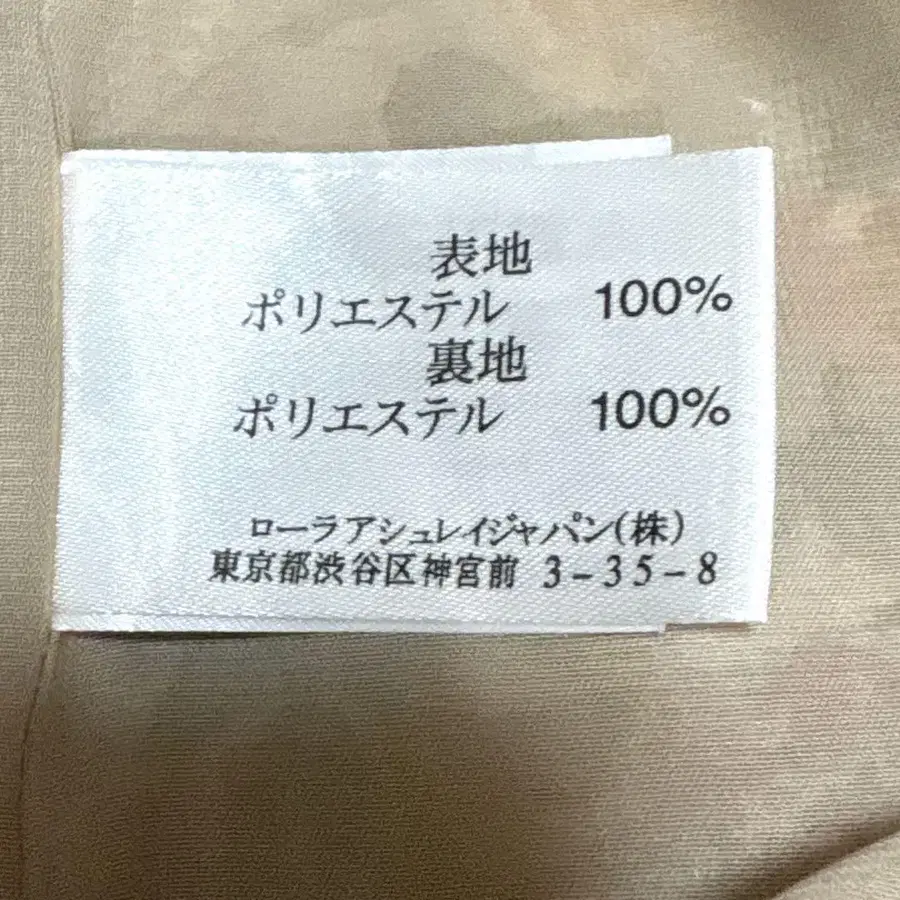 表地
ポリエステル 100%
裏地
ポリエステル 100%
ローラアシュレイジャパン(株)
東京都渋谷区神宮前 3-35-8